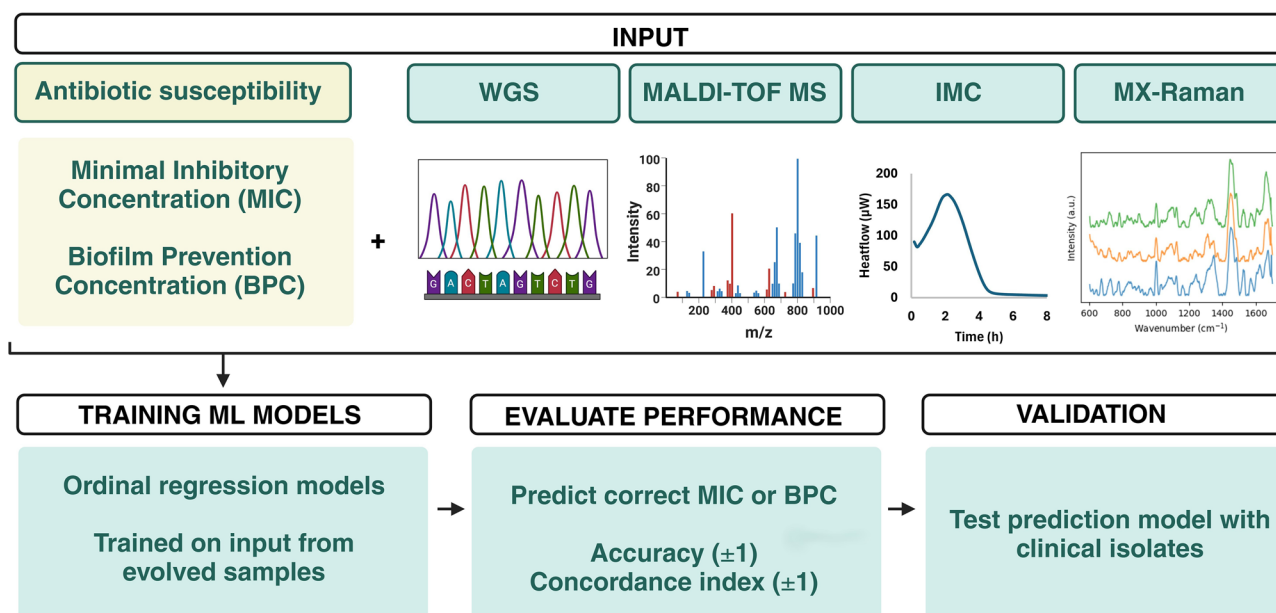 INPUT
Antibiotic susceptibility
WGS
MALDI-TOF MS
IMC
MX-Raman
Minimal Inhibitory
Concentration (MIC)
Biofilm Prevention
Concentration (BPC)
+
G A C T A G T C T G
Intensity
100
80
60
40
20
0
200 400 600 800 1000
m/z
Heatflow (µW)
200
150
100
50
0
0 2 4 6 8
Time (h)
Intensity (a.u.)
600 800 1000 1200 1400 1600
Wavenumber (cm⁻¹)
TRAINING ML MODELS
Ordinal regression models
Trained on input from
evolved samples
EVALUATE PERFORMANCE
Predict correct MIC or BPC
Accuracy (±1)
Concordance index (±1)
VALIDATION
Test prediction model with
clinical isolates